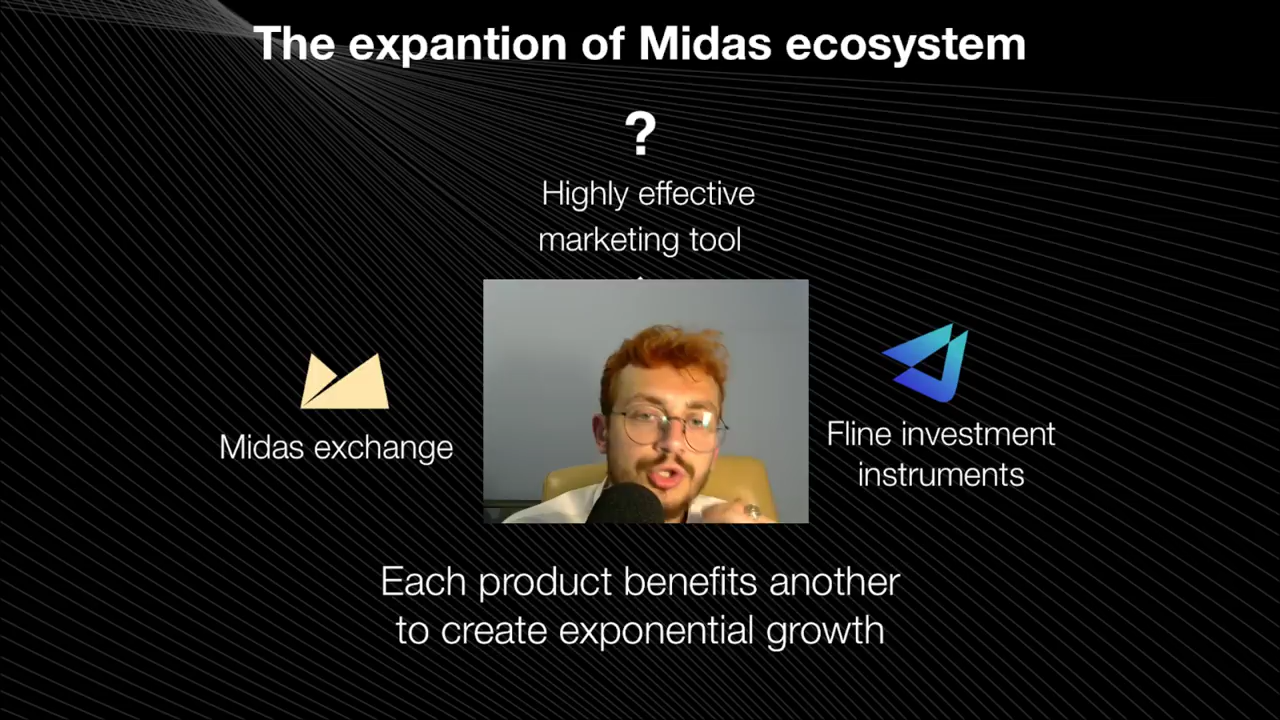 The expantion of Midas ecosystem
?
Highly effective
marketing tool
Midas exchange
Fline investment
instruments
Each product benefits another
to create exponential growth